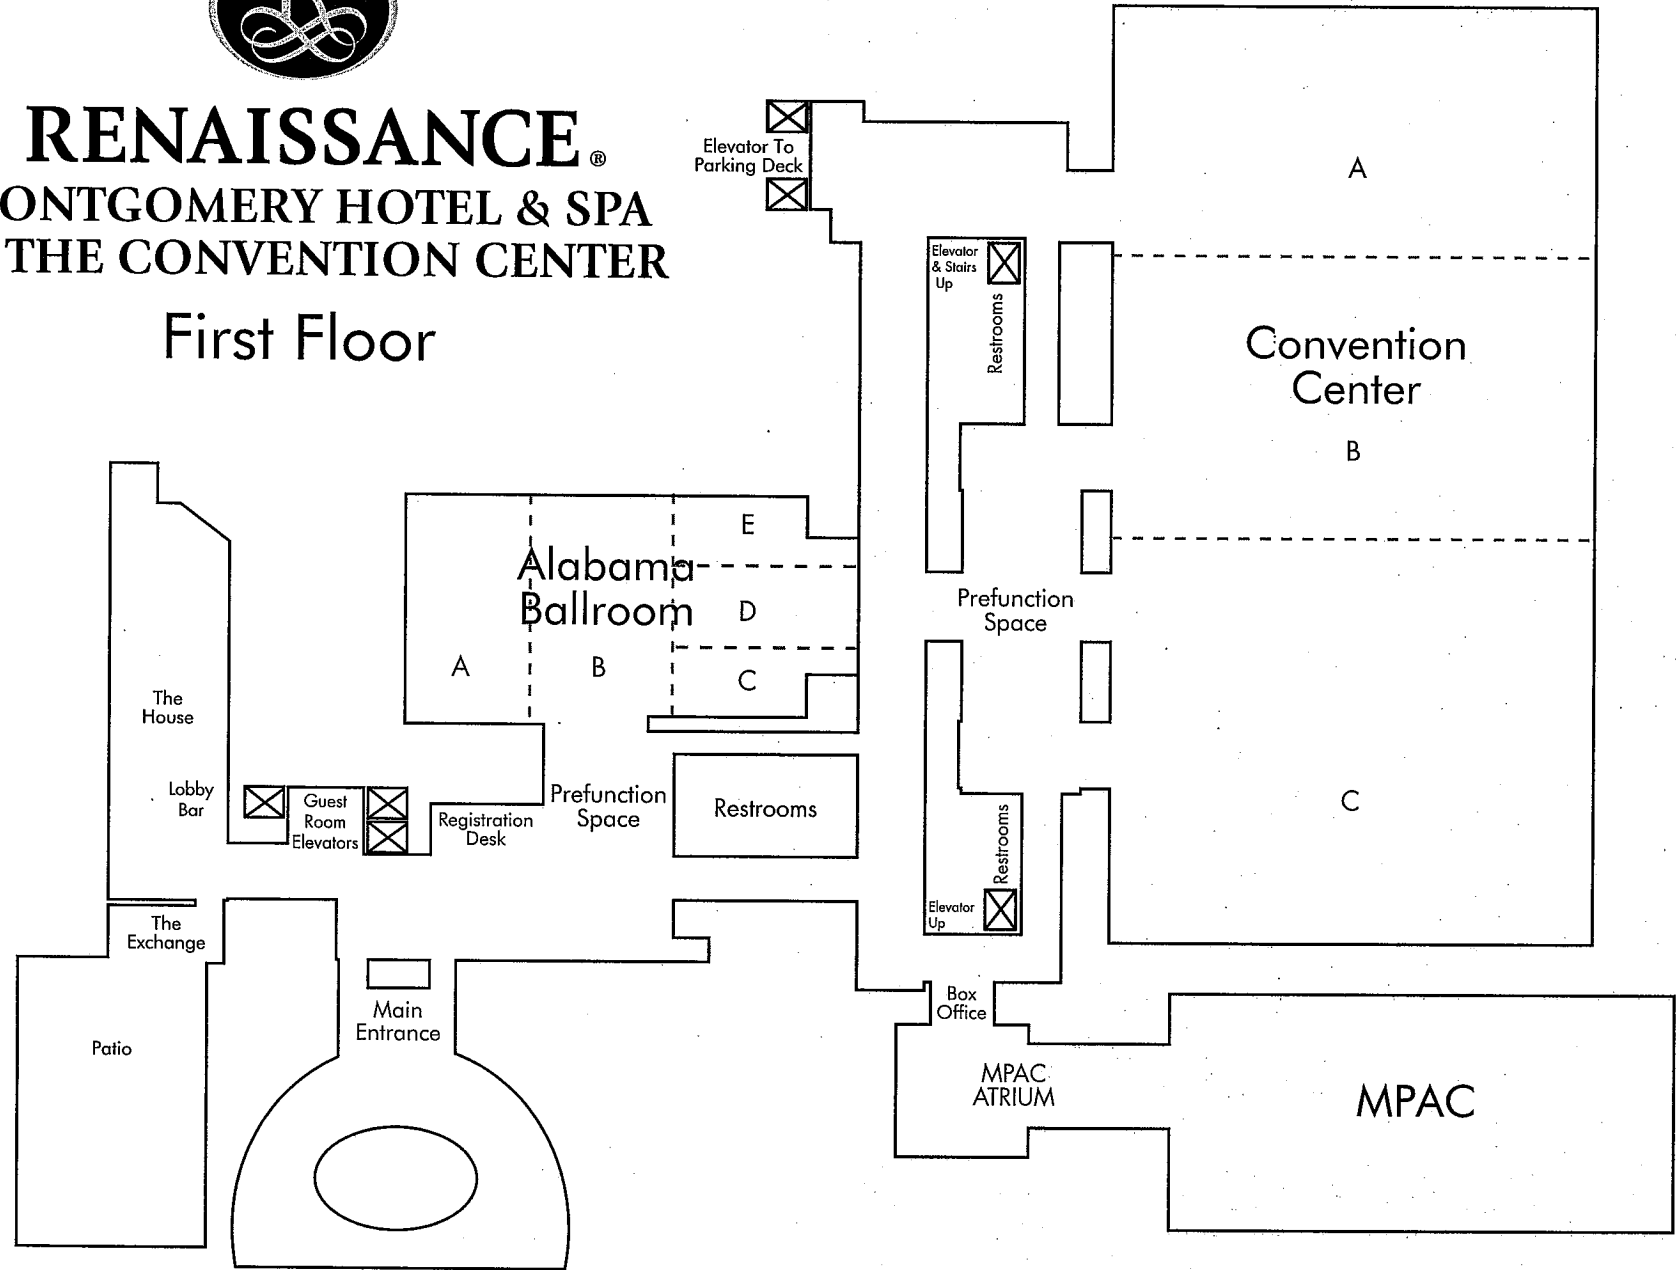 RENAISSANCE®
ONTGOMERY HOTEL & SPA
THE CONVENTION CENTER
First Floor
Elevator To
Parking Deck
A
Elevator
& Stairs
Up
Restrooms
Convention
Center
B
E
Alabama
Ballroom
D
Prefunction
Space
A
B
C
The
House
Lobby
Bar
Guest
Room
Elevators
Registration
Desk
Prefunction
Space
Restrooms
Restrooms
C
Elevator
Up
The
Exchange
Box
Office
Main
Entrance
Patio
MPAC
ATRIUM
MPAC